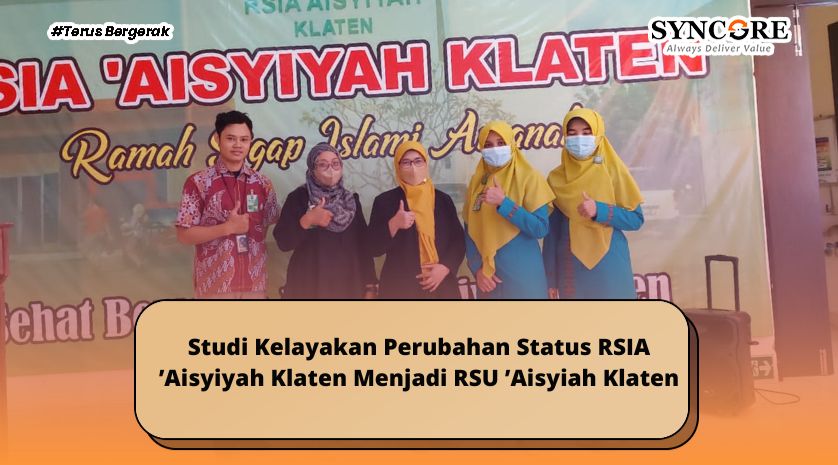 #Terus Bergerak
SYNCORE
Always Deliver Value
RSIA AISYIYAH
KLATEN
SIA 'AISYIYAH KLATEN
Ramah Islami
Sehat
Studi Kelayakan Perubahan Status RSIA
’Aisyiyah Klaten Menjadi RSU ’Aisyiah Klaten